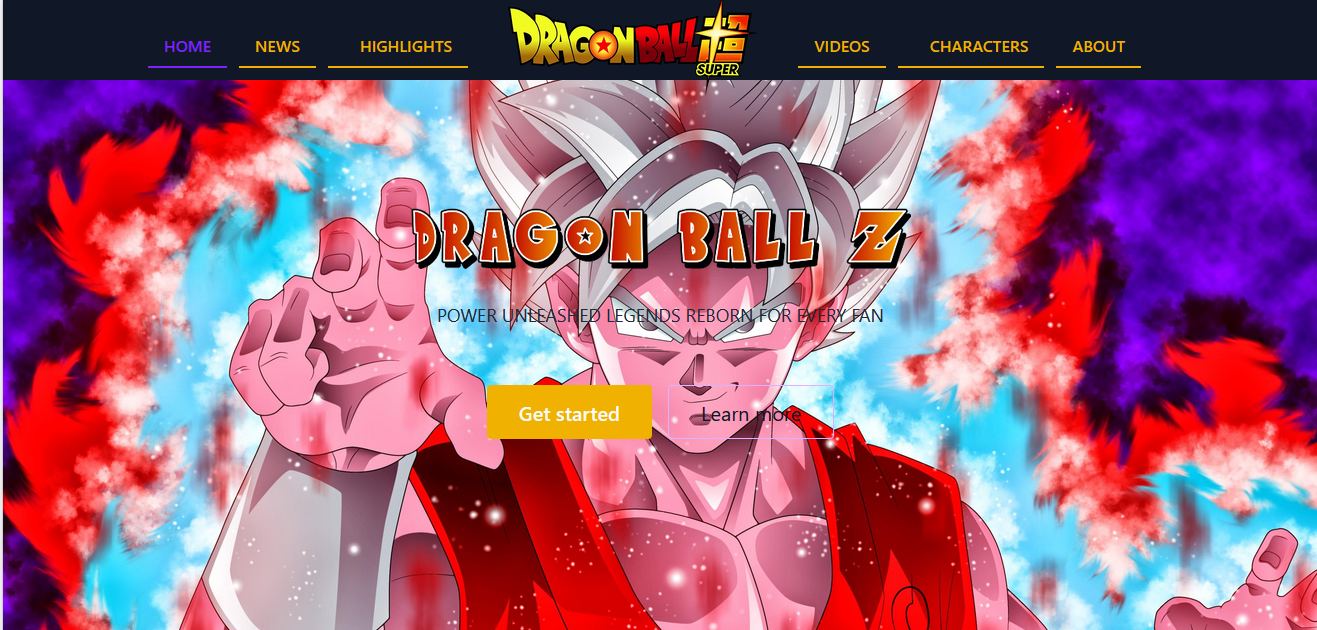 HOME NEWS HIGHLIGHTS DRAGON BALL 超 SUPER VIDEOS CHARACTERS ABOUT
DRAGON BALL Z
POWER UNLEASHED LEGENDS REBORN FOR EVERY FAN
Get started Learn more